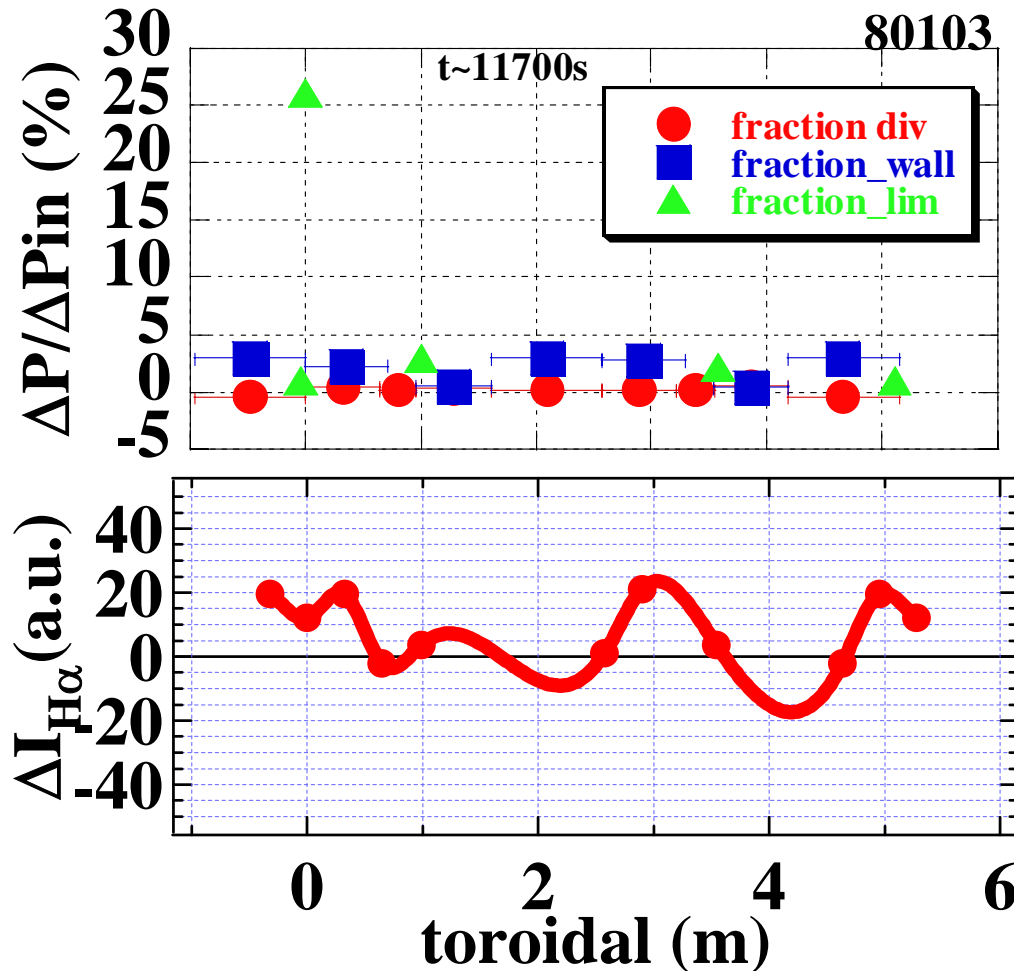 80103
t~11700s
ΔP/ΔPin (%)
30
25
20
15
10
5
0
-5
fraction div
fraction_wall
fraction_lim
ΔI_Hα (a.u.)
40
20
0
-20
-40
0 2 4 6
toroidal (m)